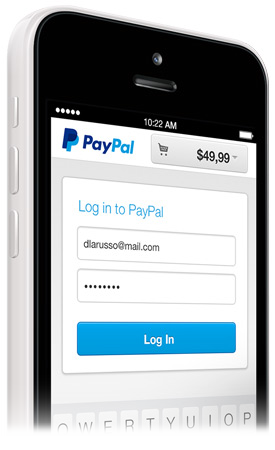 10:22 AM
PayPal
$49,99
Log in to PayPal
dlarusso@mail.com
••••••••
Log In
Q W E R T Y U I O P